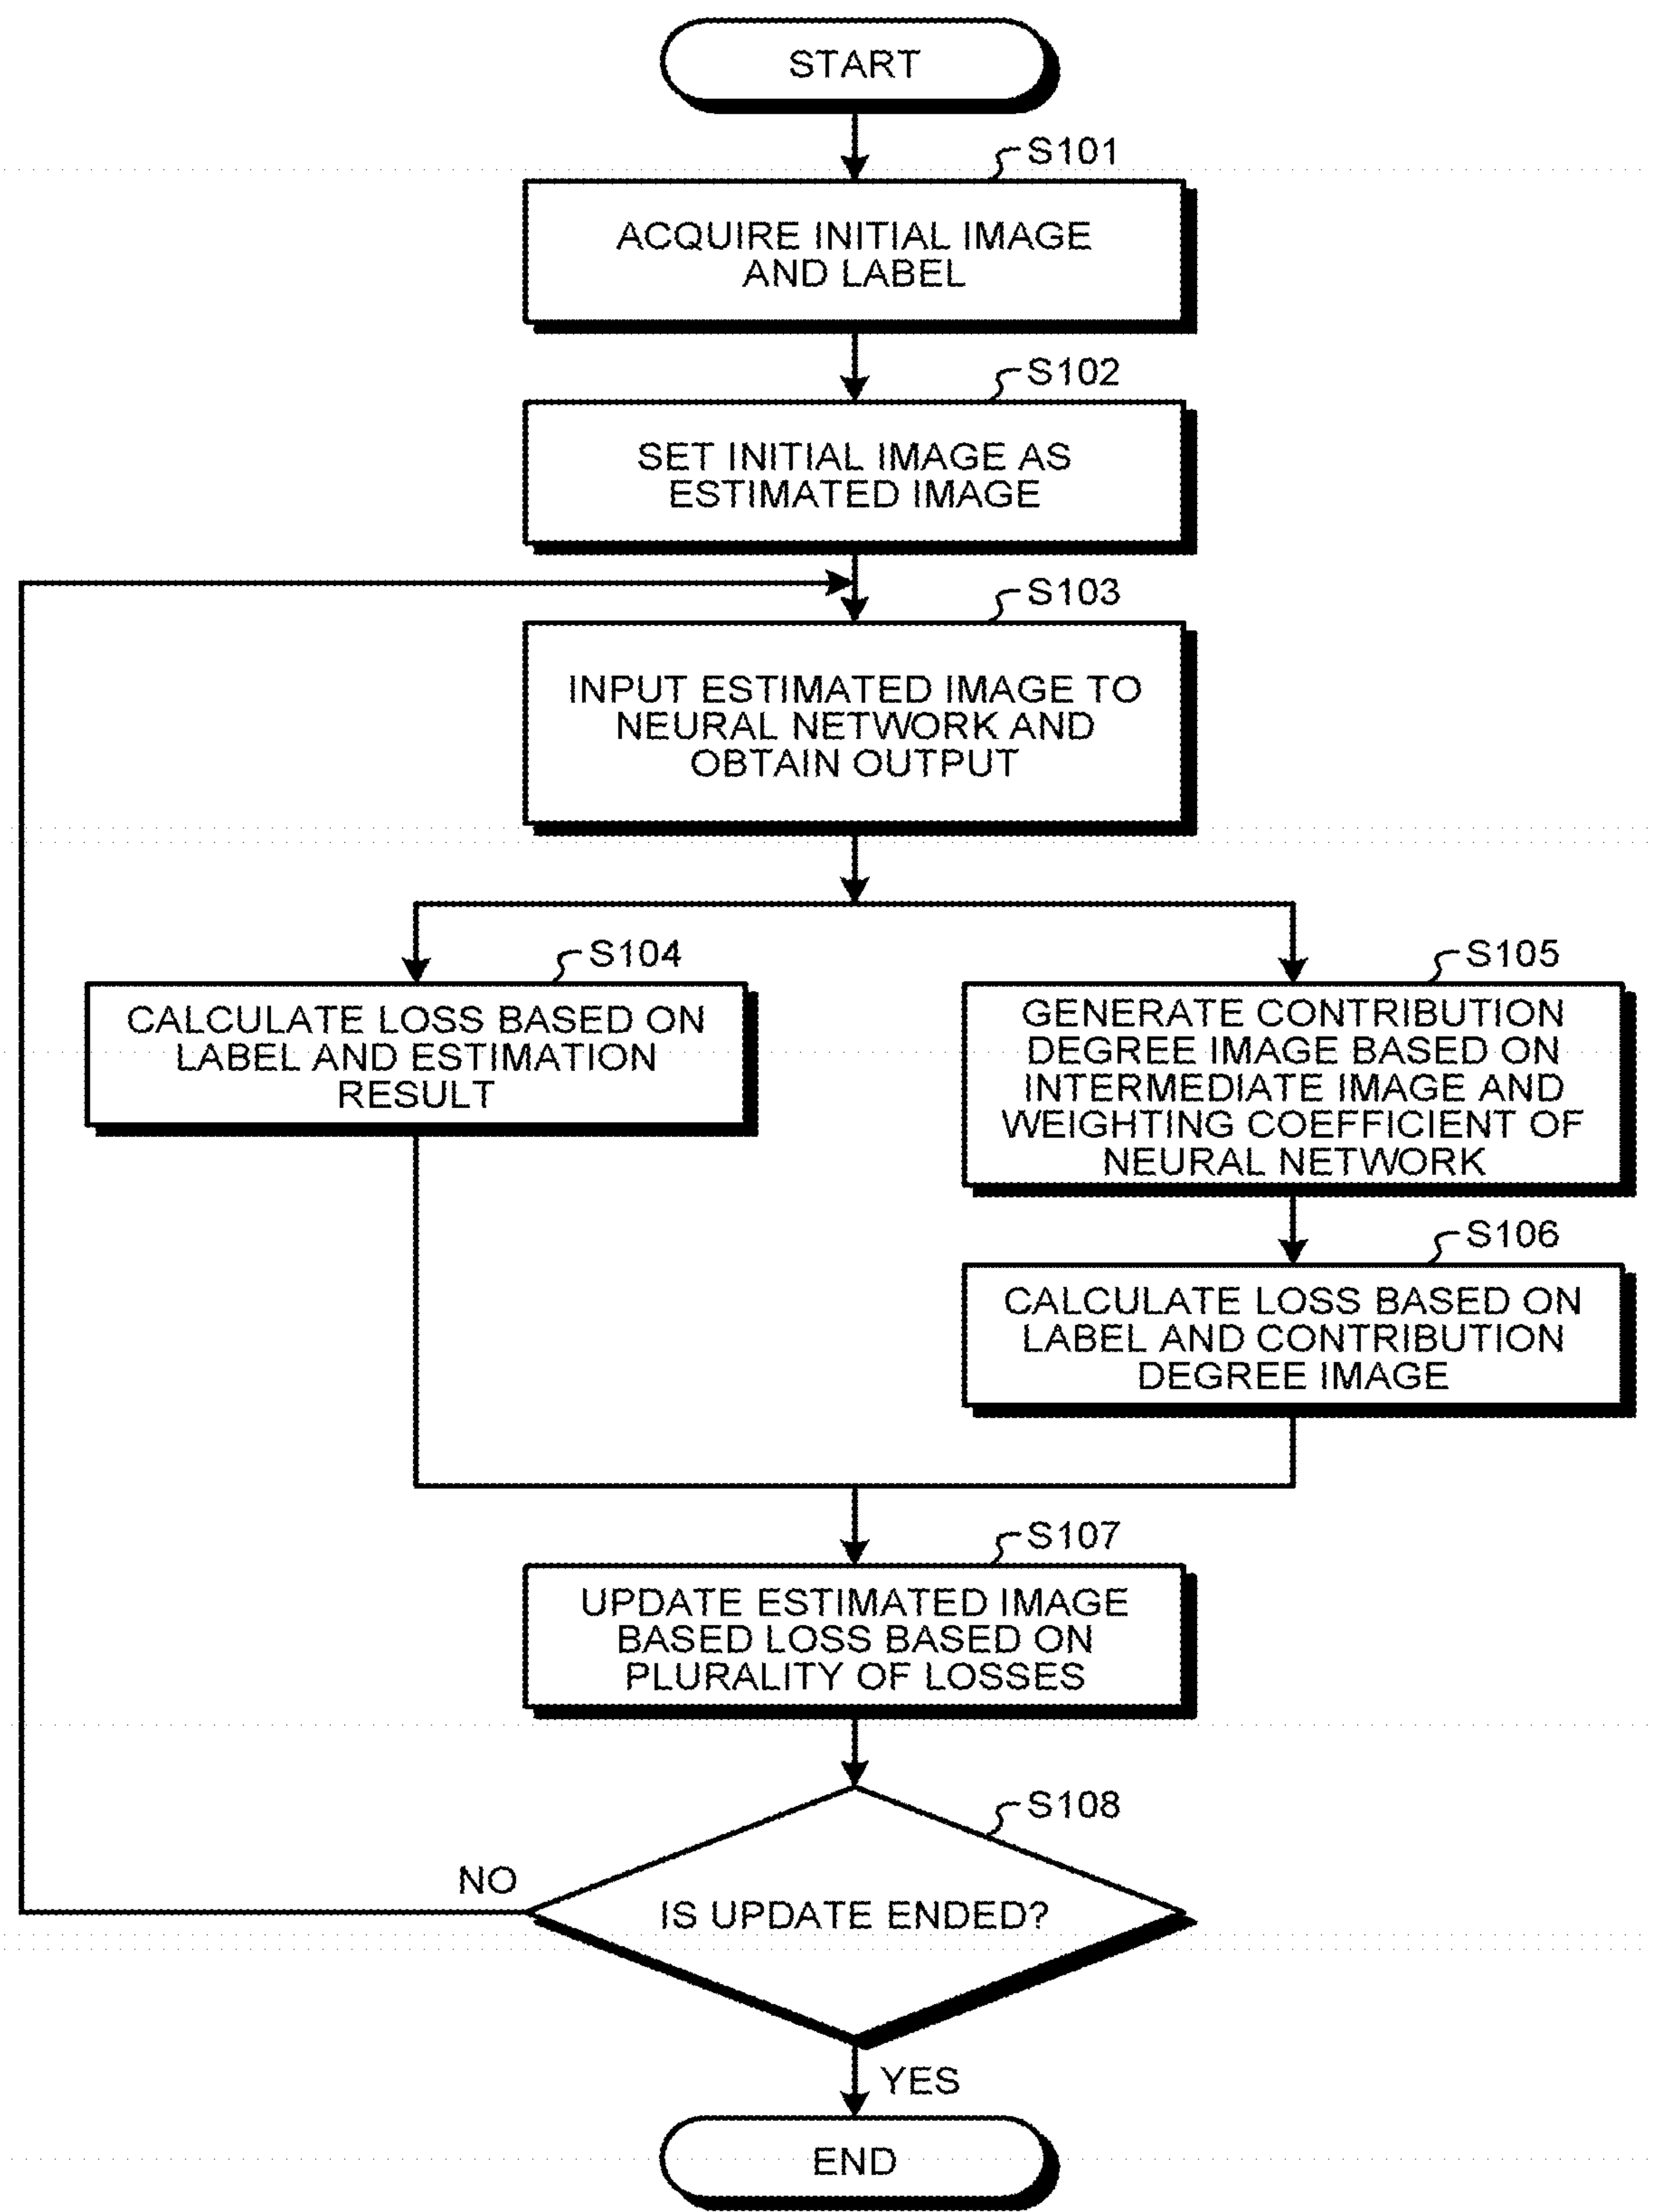 START
S101
ACQUIRE INITIAL IMAGE
AND LABEL
S102
SET INITIAL IMAGE AS
ESTIMATED IMAGE
S103
INPUT ESTIMATED IMAGE TO
NEURAL NETWORK AND
OBTAIN OUTPUT
S104
CALCULATE LOSS BASED ON
LABEL AND ESTIMATION
RESULT
S105
GENERATE CONTRIBUTION
DEGREE IMAGE BASED ON
INTERMEDIATE IMAGE AND
WEIGHTING COEFFICIENT OF
NEURAL NETWORK
S106
CALCULATE LOSS BASED ON
LABEL AND CONTRIBUTION
DEGREE IMAGE
S107
UPDATE ESTIMATED IMAGE
BASED LOSS BASED ON
PLURALITY OF LOSSES
S108
NO
IS UPDATE ENDED?
YES
END